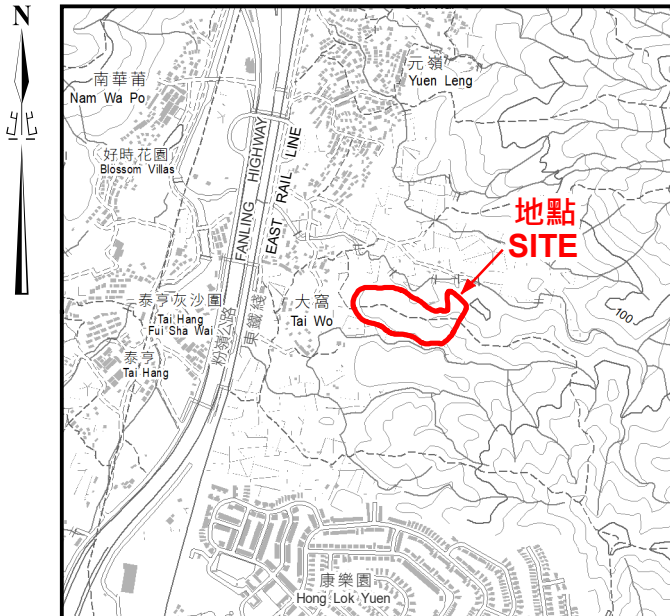 N
元嶺
Yuen Leng
南華莆
Nam Wa Po
FANLING HIGHWAY
EAST RAIL LINE
好時花園
Blossom Villas
地點
SITE
泰亨灰沙圍
Tai Hang
Fui Sha Wai
大窩
Tai Wo
100
粉嶺公路
東鐵綫
泰亨
Tai Hang
康樂園
Hong Lok Yuen